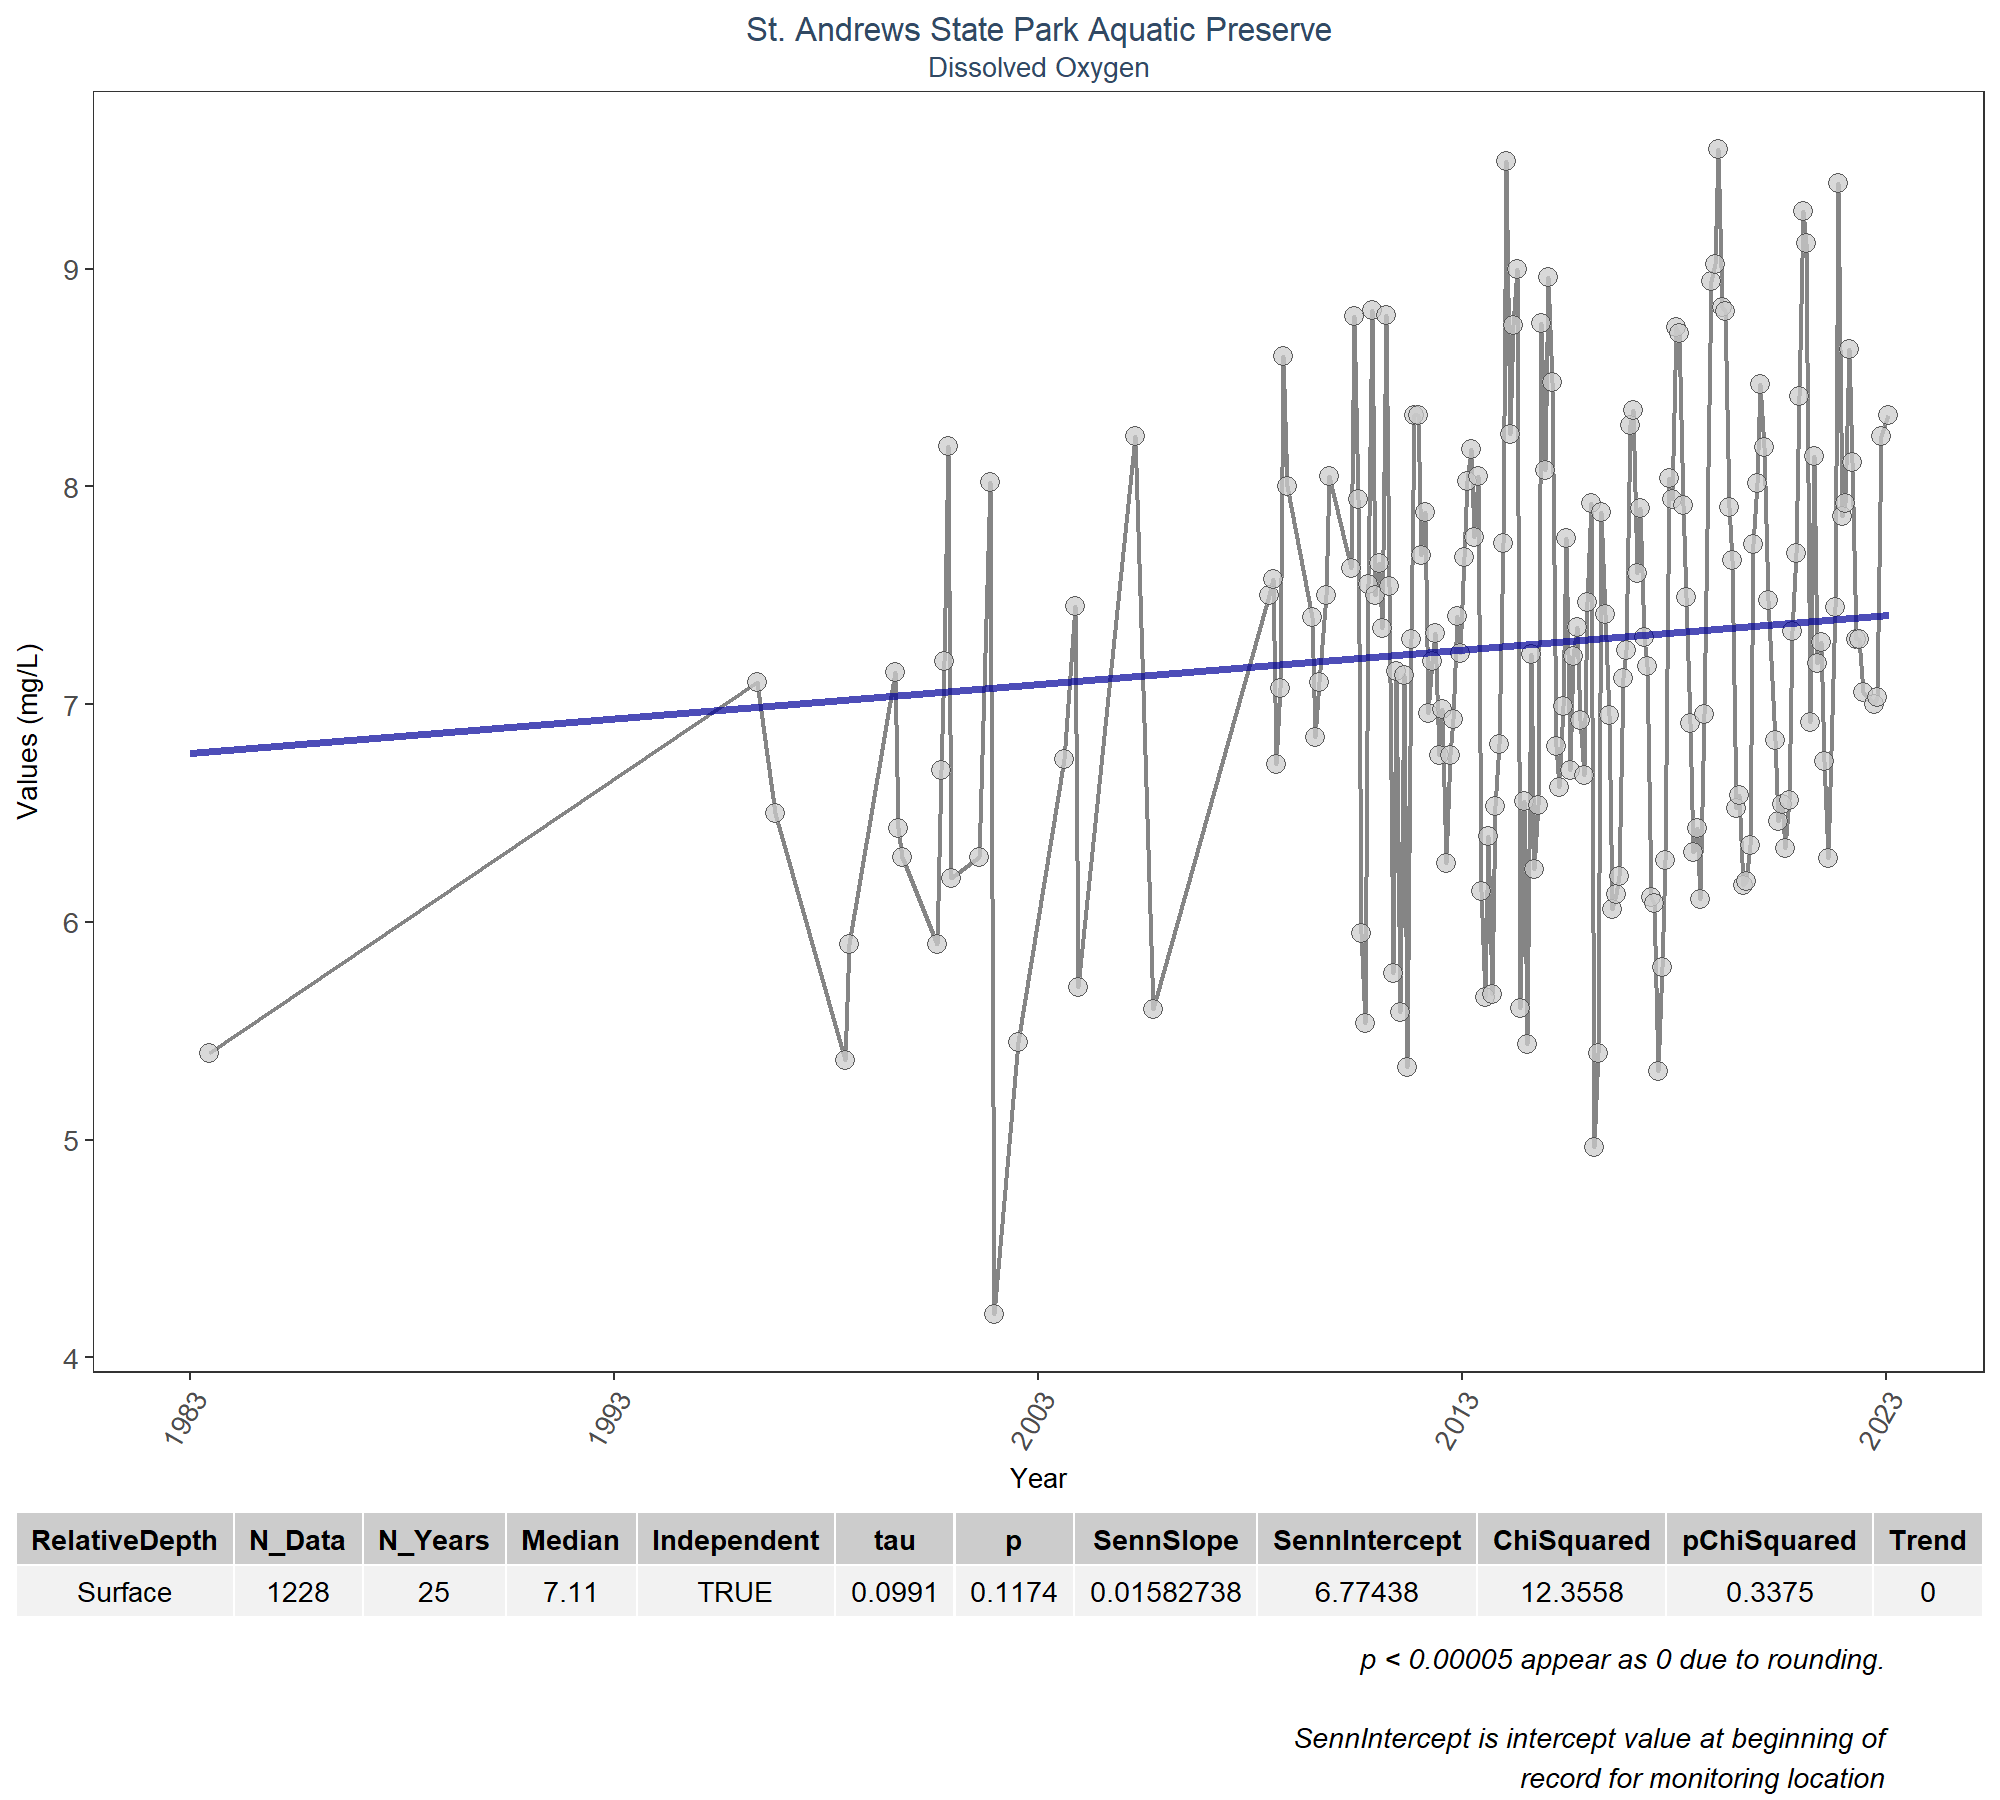 St. Andrews State Park Aquatic Preserve
Dissolved Oxygen
Values (mg/L)
9
8
7
6
5
4
1983
1993
2003
2013
2023
Year
RelativeDepth N_Data N_Years Median Independent tau p SennSlope SennIntercept ChiSquared pChiSquared Trend
Surface 1228 25 7.11 TRUE 0.0991 0.1174 0.01582738 6.77438 12.3558 0.3375 0
p < 0.00005 appear as 0 due to rounding.
SennIntercept is intercept value at beginning of
record for monitoring location